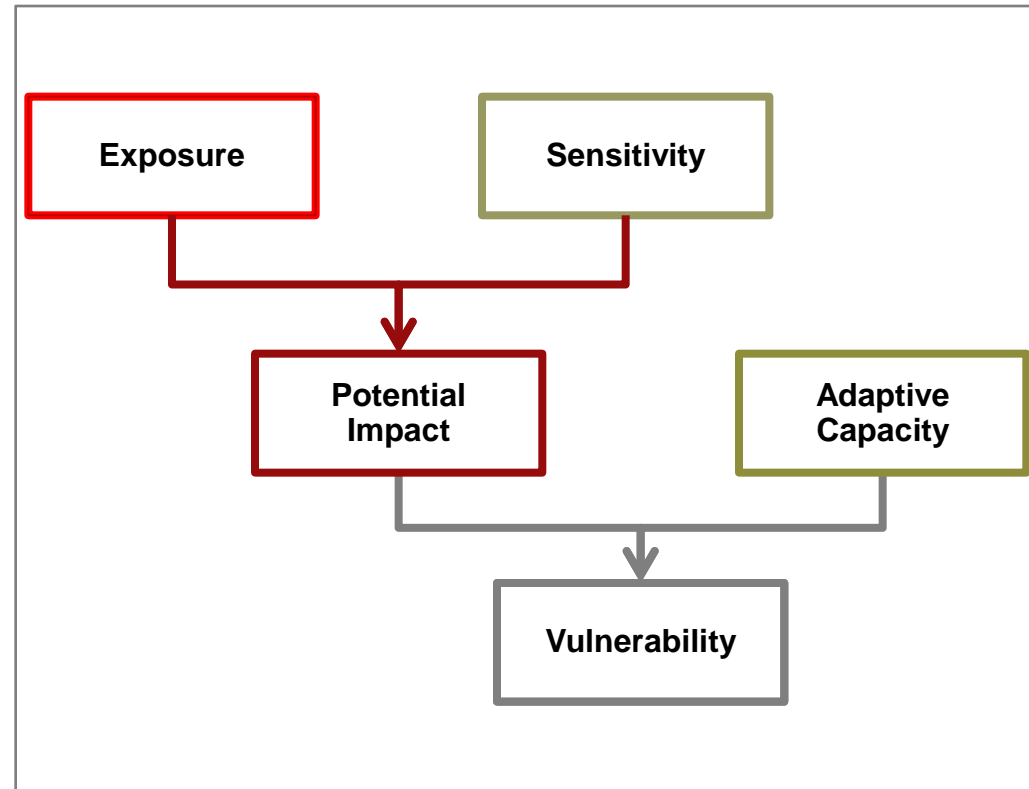 Exposure
Sensitivity
Potential
Impact
Adaptive
Capacity
Vulnerability